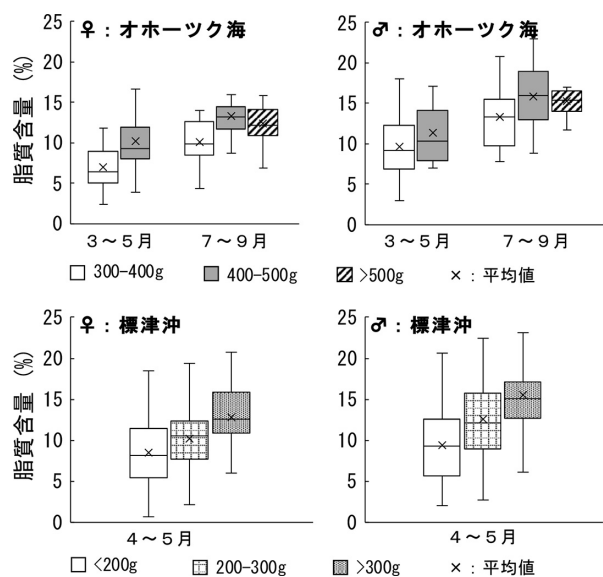 ♀：オホーツク海
♂：オホーツク海
脂質含量 (%)
25
20
15
10
5
0
25
20
15
10
5
0
3～5月
7～9月
3～5月
7～9月
300-400g
400-500g
>500g
×：平均値
♀：標津沖
♂：標津沖
脂質含量 (%)
25
20
15
10
5
0
25
20
15
10
5
0
4～5月
4～5月
<200g
200-300g
>300g
×：平均値